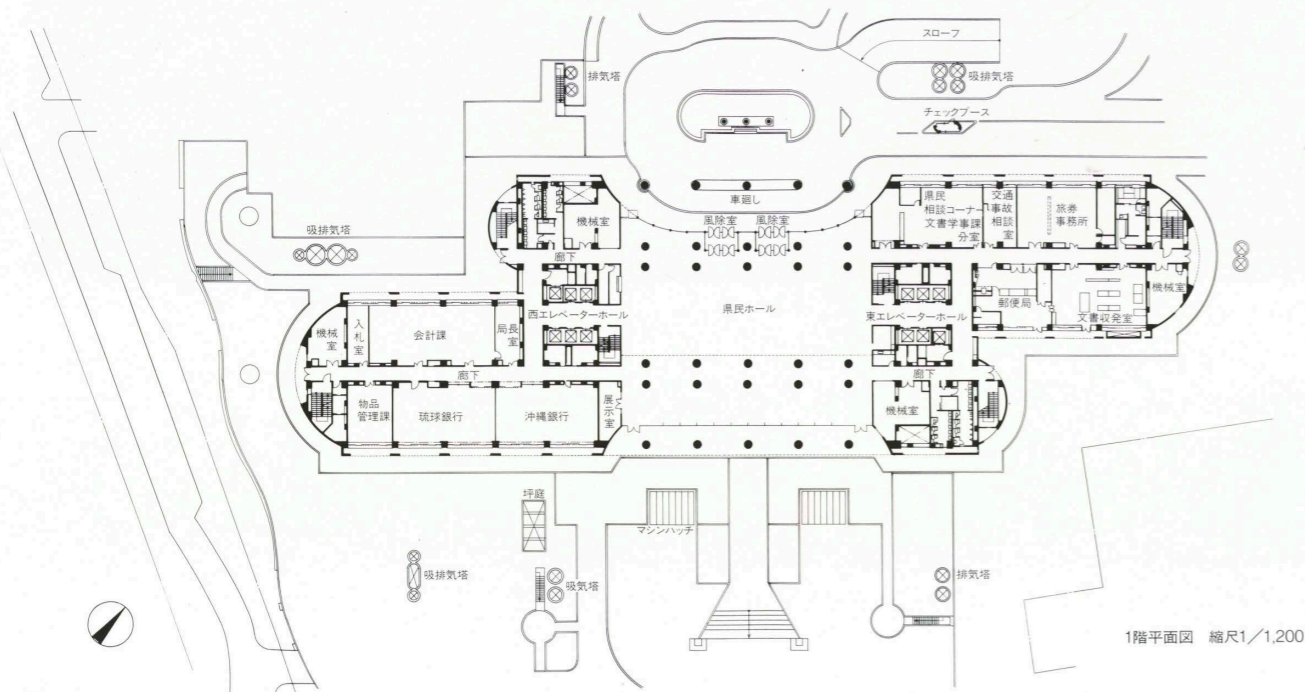 スロープ
排気塔
吸排気塔
チェックブース
車廻し
県民
相談コーナー
文書学事課
分室
交通
事故
相談
室
旅券
事務所
機械室
風除室
風除室
吸排気塔
廊下
県民ホール
郵便局
文書収発室
機械室
西エレベーターホール
東エレベーターホール
機械
室
入
札
室
会計課
局
長
室
廊下
廊下
物品
管理課
琉球銀行
沖縄銀行
展
示
室
機械室
坪庭
マシンハッチ
吸排気塔
吸気塔
排気塔
1階平面図 縮尺1/1,200